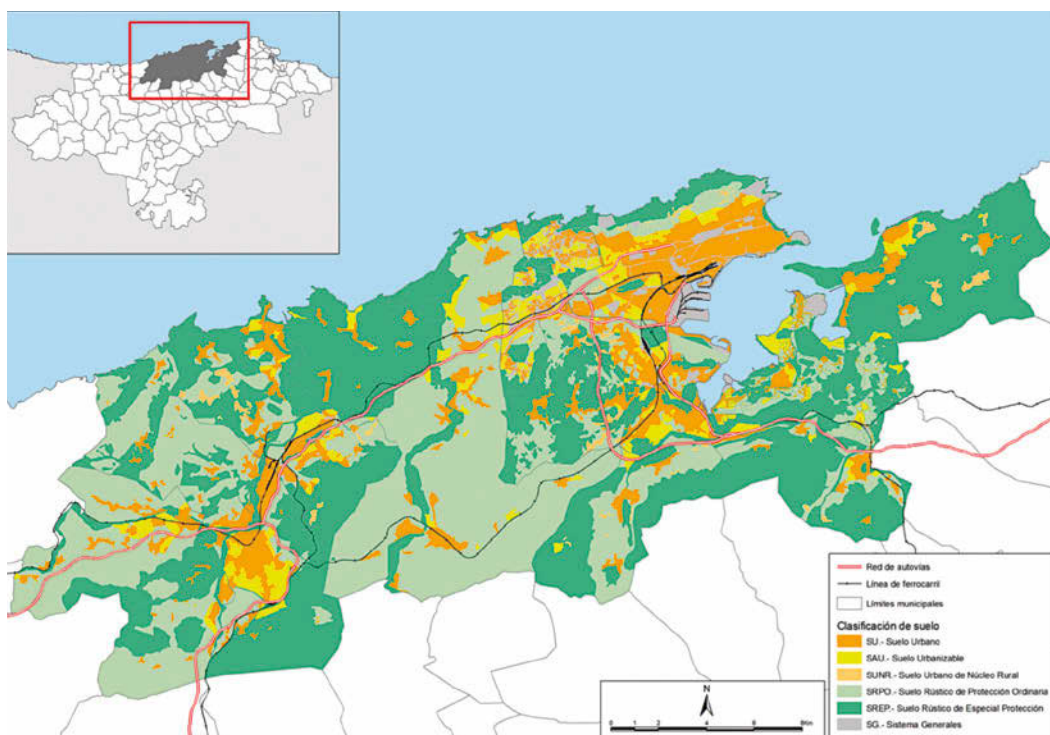 Red de autovías
Línea de ferrocarril
Límites municipales
Clasificación de suelo
SU.- Suelo Urbano
SAU.- Suelo Urbanizable
SUNR.- Suelo Urbano de Núcleo Rural
SRPO.- Suelo Rústico de Protección Ordinaria
SREP.- Suelo Rústico de Especial Protección
SG.- Sistema Generales
N
0 2 4 6 8 Km